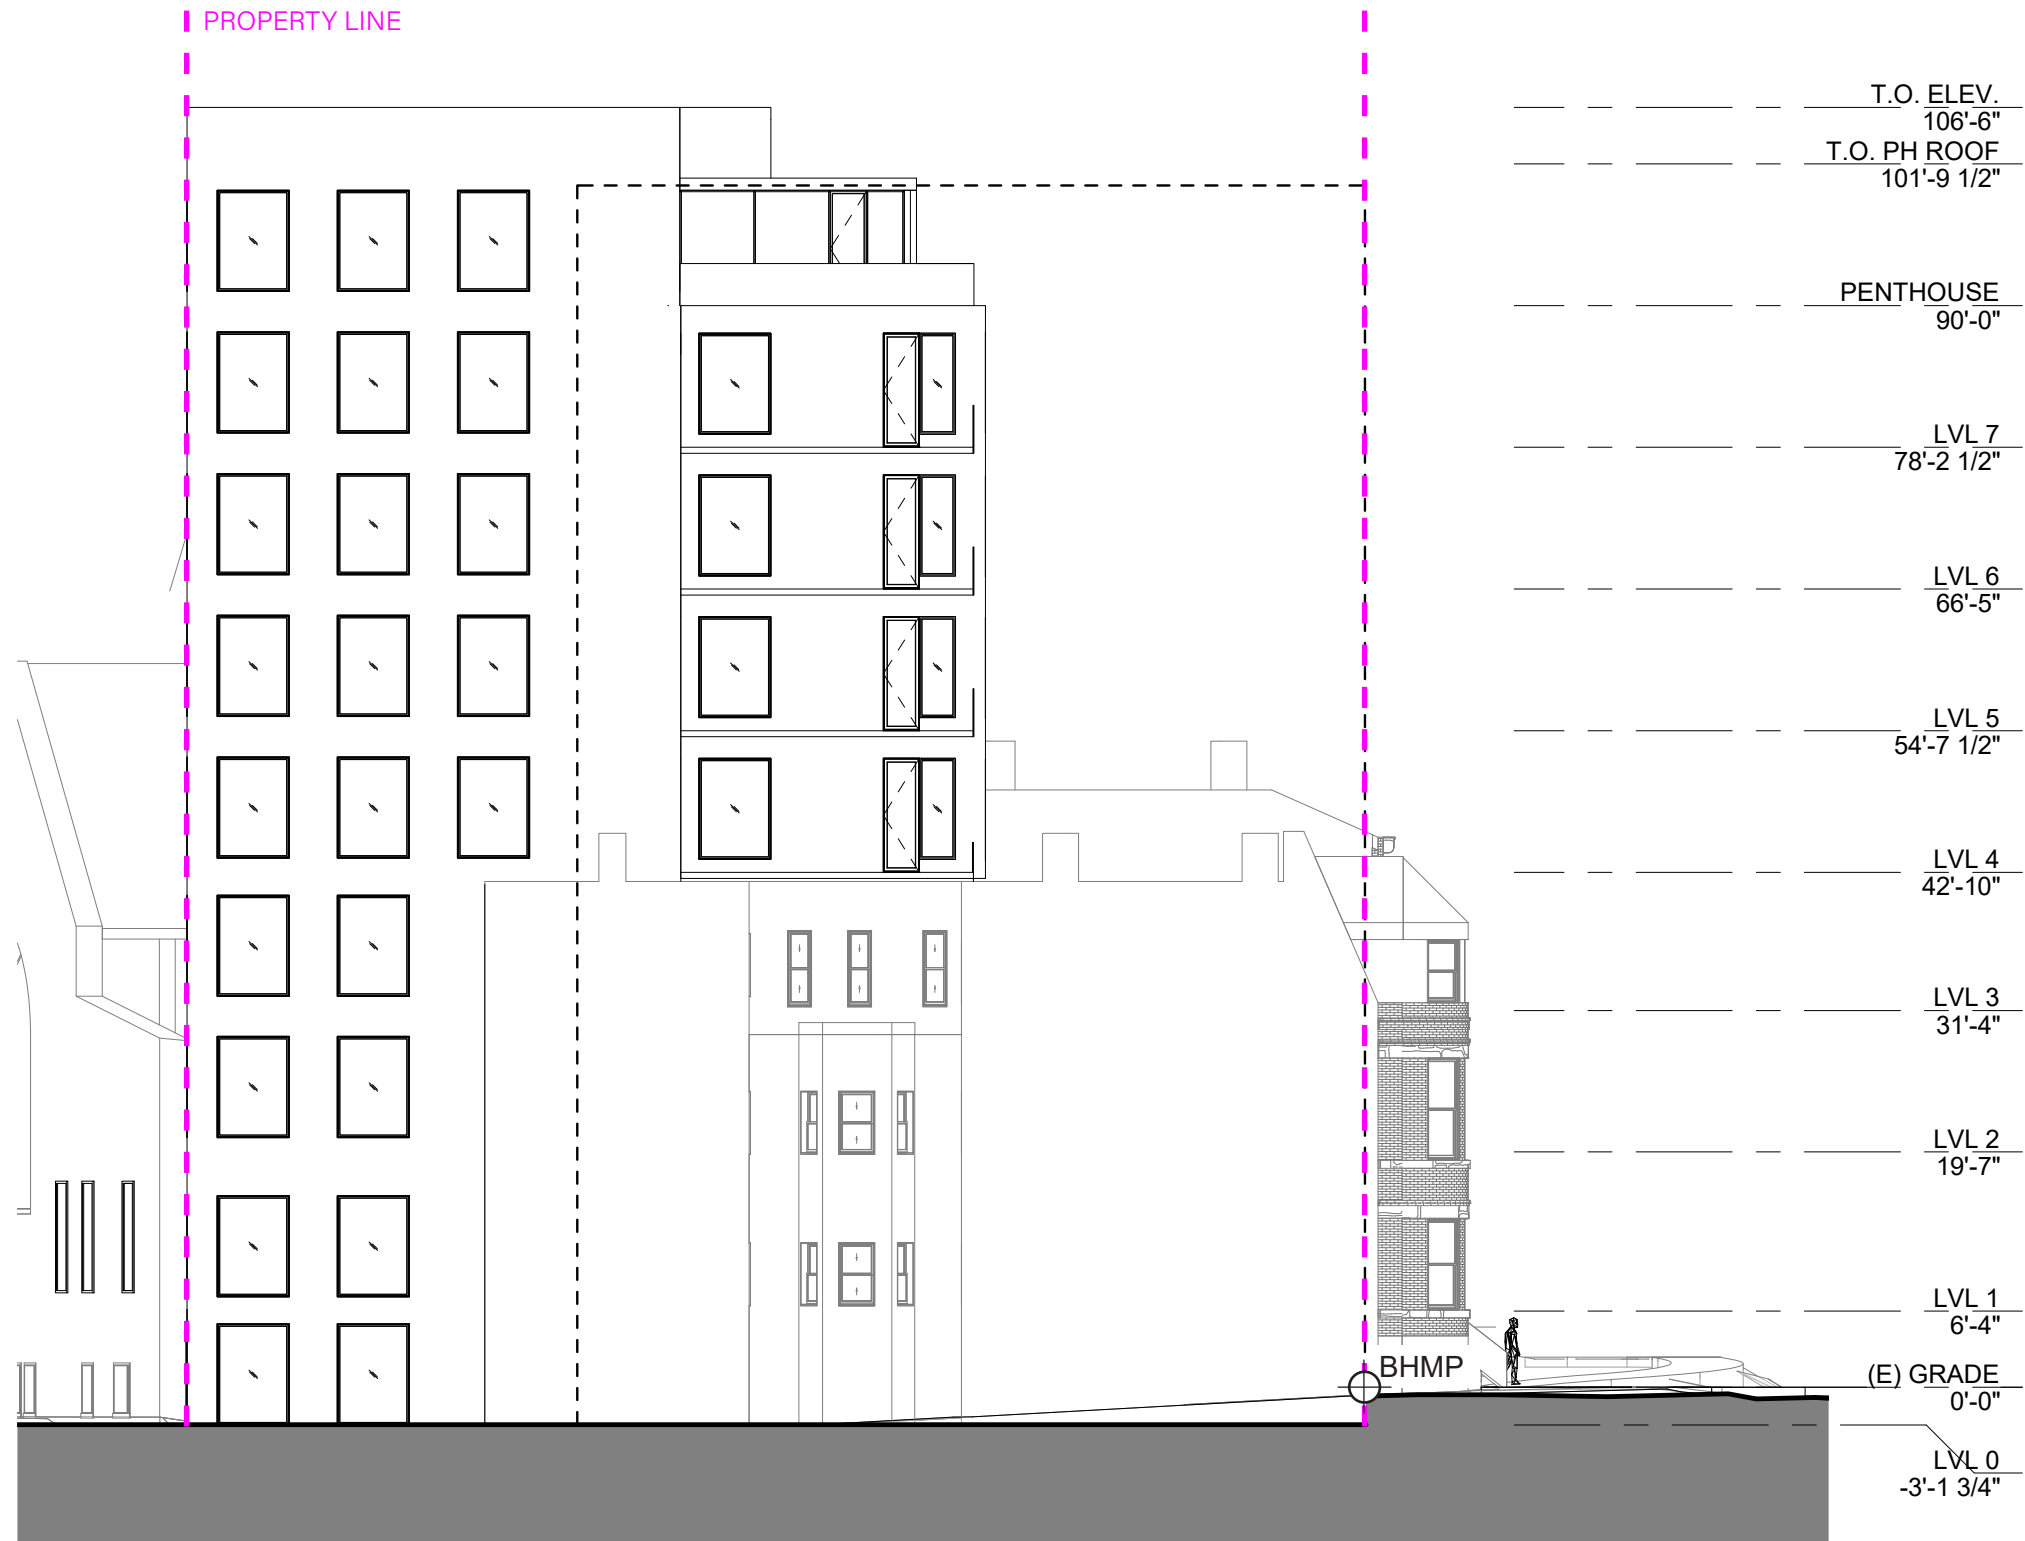 PROPERTY LINE
T.O. ELEV.
106'-6"
T.O. PH ROOF
101'-9 1/2"
PENTHOUSE
90'-0"
LVL 7
78'-2 1/2"
LVL 6
66'-5"
LVL 5
54'-7 1/2"
LVL 4
42'-10"
LVL 3
31'-4"
LVL 2
19'-7"
LVL 1
6'-4"
BHMP
(E) GRADE
0'-0"
LVL 0
-3'-1 3/4"